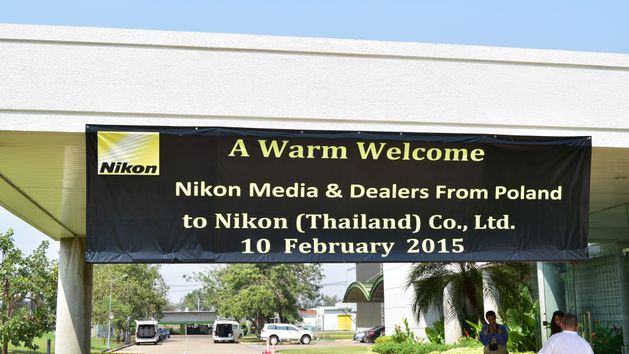 Nikon
A Warm Welcome
Nikon Media & Dealers From Poland
to Nikon (Thailand) Co., Ltd.
10 February 2015